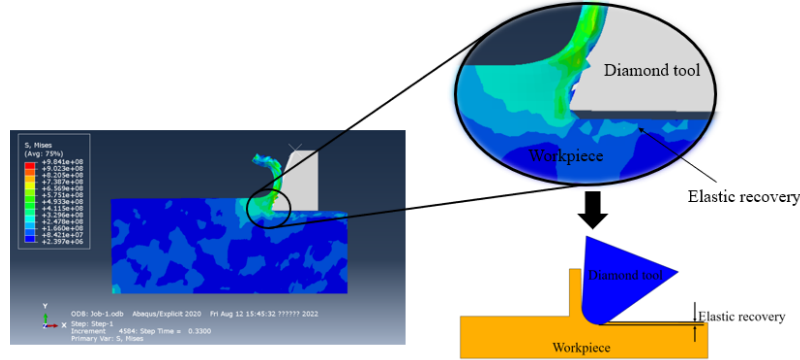 S, Mises
(Avg: 75%)
+9.841e+08
+9.023e+08
+8.205e+08
+7.387e+08
+6.569e+08
+5.751e+08
+4.933e+08
+4.115e+08
+3.296e+08
+2.478e+08
+1.660e+08
+8.421e+07
+2.397e+06
Y
X
ODB: Job-1.odb Abaqus/Explicit 2020 Fri Aug 12 15:45:32 ?????? 2022
Step: Step-1
Increment 4584: Step Time = 0.3300
Primary Var: S, Mises
Diamond tool
Workpiece
Elastic recovery
Diamond tool
Elastic recovery
Workpiece